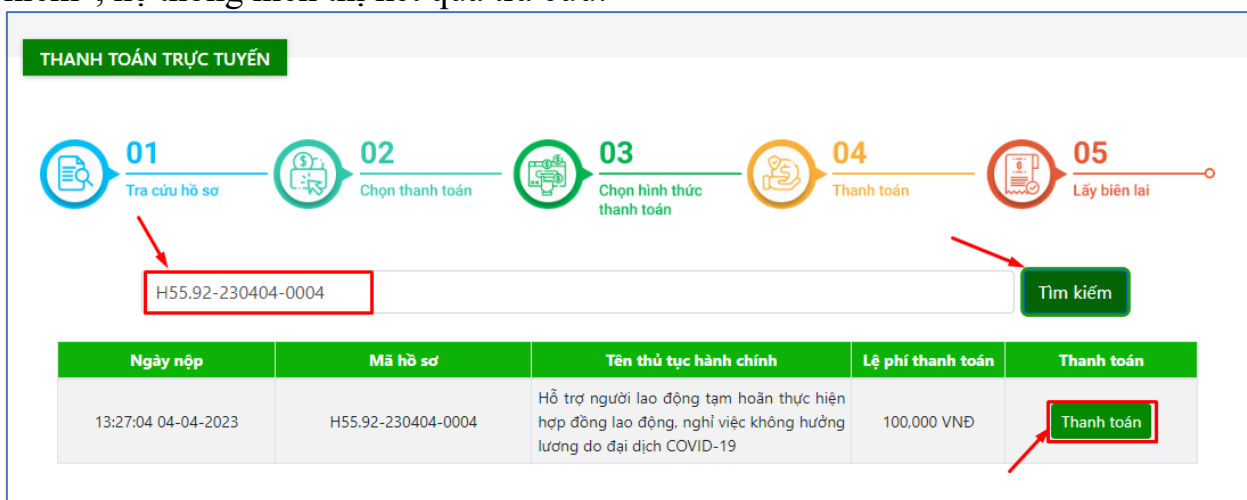 THANH TOÁN TRỰC TUYẾN
01
Tra cứu hồ sơ
02
Chọn thanh toán
03
Chọn hình thức
thanh toán
04
Thanh toán
05
Lấy biên lai
H55.92-230404-0004
Tìm kiếm
Ngày nộp Mã hồ sơ Tên thủ tục hành chính Lệ phí thanh toán Thanh toán
Hỗ trợ người lao động tạm hoãn thực hiện
13:27:04 04-04-2023 H55.92-230404-0004 hợp đồng lao động, nghỉ việc không hưởng 100,000 VNĐ Thanh toán
lương do đại dịch COVID-19